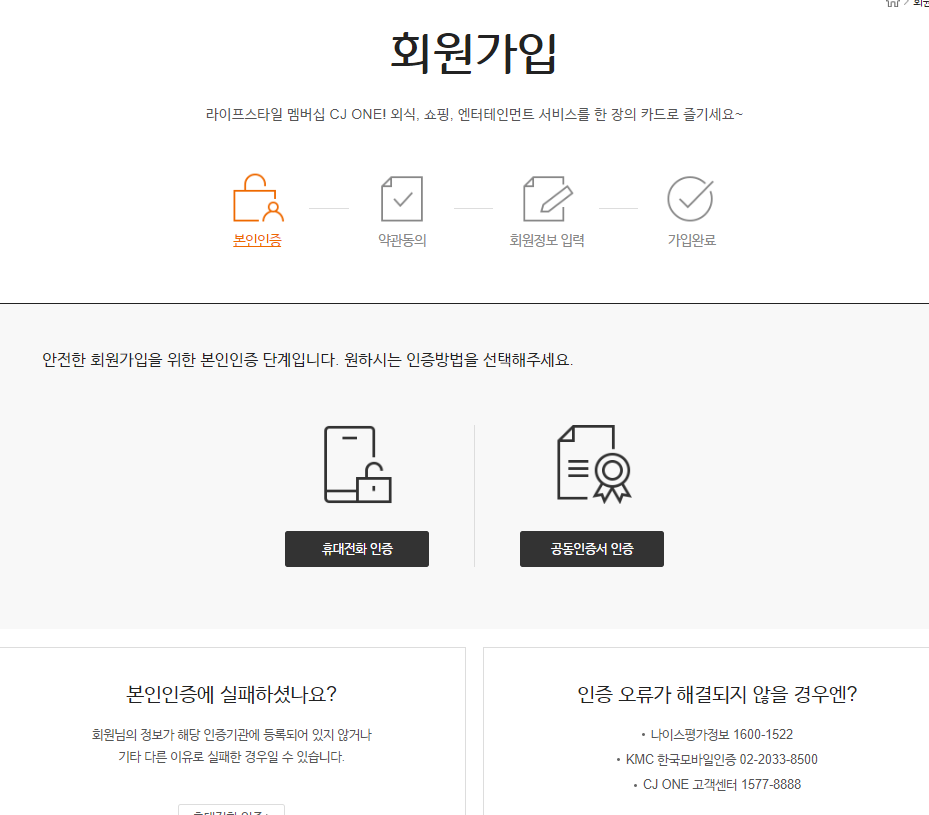 회원가입
라이프스타일 멤버십 CJ ONE! 외식, 쇼핑, 엔터테인먼트 서비스를 한 장의 카드로 즐기세요~
본인인증
약관동의
회원정보 입력
가입완료
안전한 회원가입을 위한 본인인증 단계입니다. 원하시는 인증방법을 선택해주세요.
휴대전화 인증
공동인증서 인증
본인인증에 실패하셨나요?
회원님의 정보가 해당 인증기관에 등록되어 있지 않거나
기타 다른 이유로 실패한 경우일 수 있습니다.
인증 오류가 해결되지 않을 경우엔?
• 나이스평가정보 1600-1522
• KMC 한국모바일인증 02-2033-8500
• CJ ONE 고객센터 1577-8888